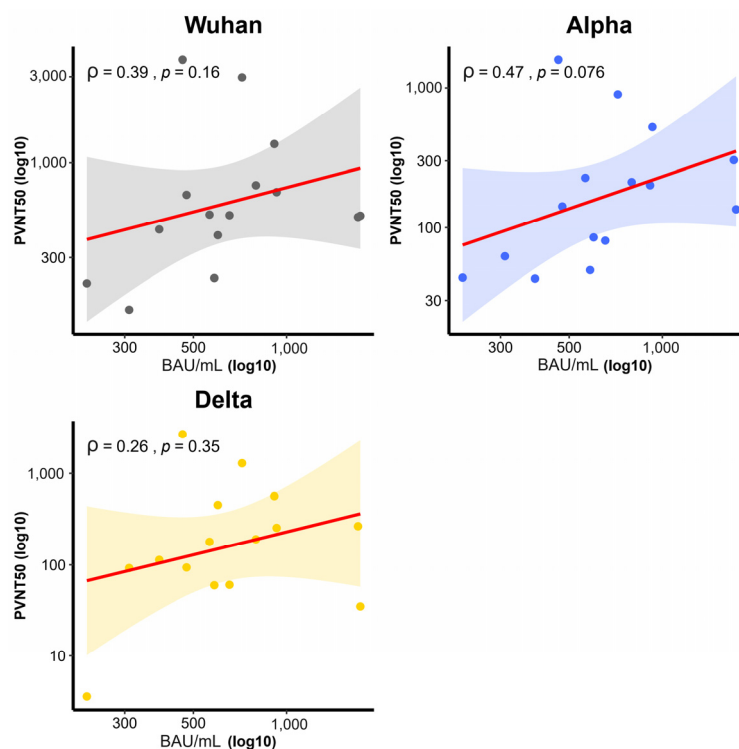 Wuhan
ρ = 0.39 , p = 0.16
3,000
1,000
300
PVNT50 (log10)
300 500 1,000
BAU/mL (log10)
Alpha
ρ = 0.47 , p = 0.076
1,000
300
100
30
PVNT50 (log10)
300 500 1,000
BAU/mL (log10)
Delta
ρ = 0.26 , p = 0.35
1,000
100
10
PVNT50 (log10)
300 500 1,000
BAU/mL (log10)